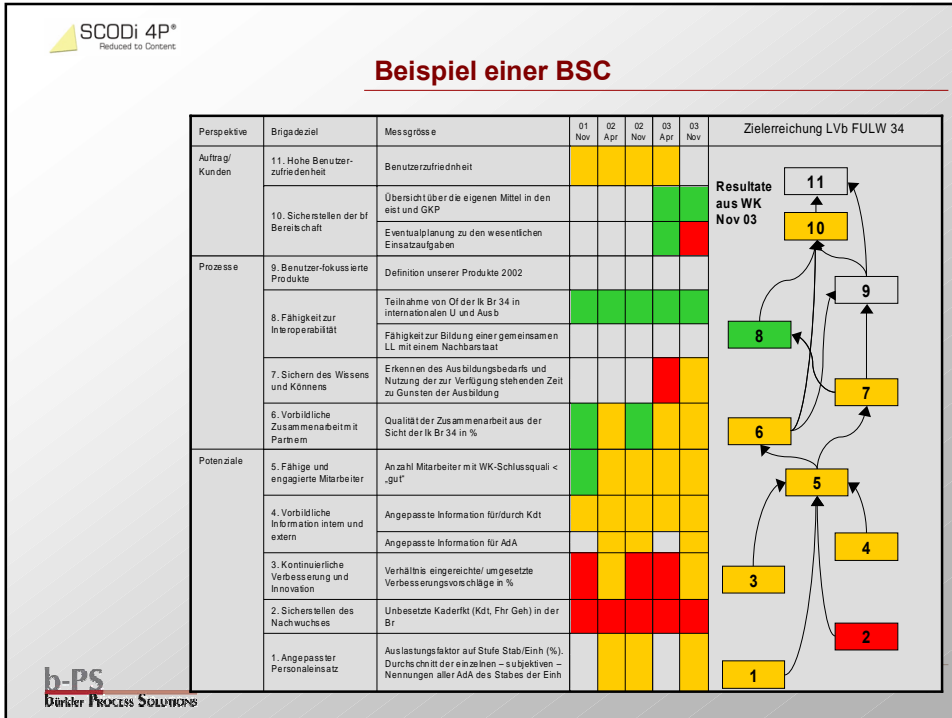 SCODi 4P®
Reduced to Content
Beispiel einer BSC
Perspektive Brigadeziel Messgrösse 01 Nov 02 Apr 02 Nov 03 Apr 03 Nov Zielerreichung LVb FULW 34
Auftrag/
Kunden
11. Hohe Benutzer-
zufriedenheit
Benutzerzufriednheit
10. Sicherstellen der bf
Bereitschaft
Übersicht über die eigenen Mittel in den
eist und GKP
Eventualplanung zu den wesentlichen
Einsatzaufgaben
Prozesse
9. Benutzer-fokussierte
Produkte
Definition unserer Produkte 2002
8. Fähigkeit zur
Interoperabilität
Teilnahme von Of der Ik Br 34 in
internationalen U und Ausb
Fähigkeit zur Bildung einer gemeinsamen
LL mit einem Nachbarstaat
7. Sichern des Wissens
und Könnens
Erkennen des Ausbildungsbedarfs und
Nutzung der zur Verfügung stehenden Zeit
zu Gunsten der Ausbildung
6. Vorbildliche
Zusammenarbeit mit
Partnern
Qualität der Zusammenarbeit aus der
Sicht der Ik Br 34 in %
Potenziale
5. Fähige und
engagierte Mitarbeiter
Anzahl Mitarbeiter mit WK-Schlussquali <
„gut“
4. Vorbildliche
Information intern und
extern
Angepasste Information für/durch Kdt
Angepasste Information für AdA
3. Kontinuierliche
Verbesserung und
Innovation
Verhältnis eingereichte/ umgesetzte
Verbesserungsvorschläge in %
2. Sicherstellen des
Nachwuchses
Unbesetzte Kaderfkt (Kdt, Fhr Geh) in der
Br
1. Angepasster
Personaleinsatz
Auslastungsfaktor auf Stufe Stab/Einh (%).
Durchschnitt der einzelnen – subjektiven –
Nennungen aller AdA des Stabes der Einh
Resultate
aus WK
Nov 03
11
10
9
8
7
6
5
4
3
2
1
b-PS
Bürkler Process Solutions